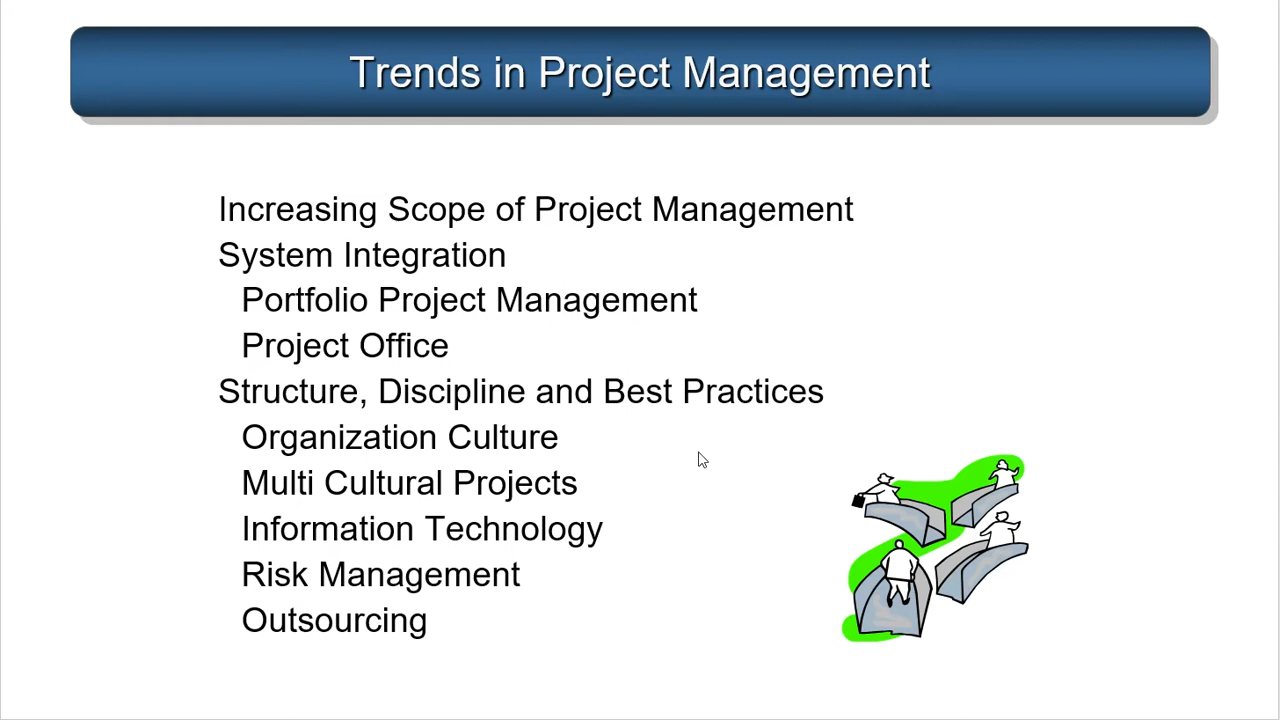 Trends in Project Management
Increasing Scope of Project Management
System Integration
Portfolio Project Management
Project Office
Structure, Discipline and Best Practices
Organization Culture
Multi Cultural Projects
Information Technology
Risk Management
Outsourcing